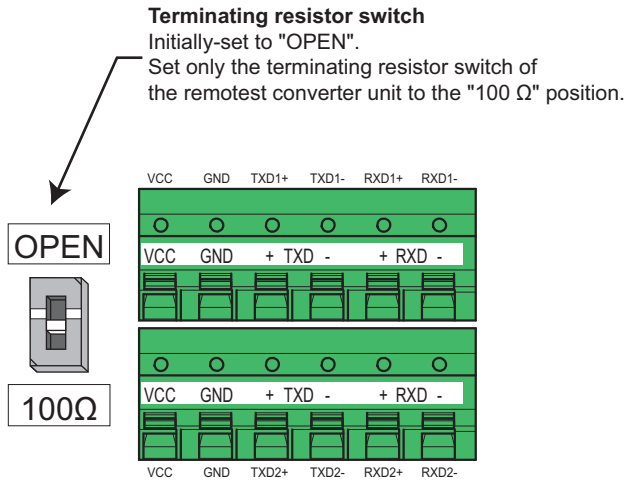 Terminating resistor switch
Initially-set to "OPEN".
Set only the terminating resistor switch of
the remotest converter unit to the "100 Ω" position.
VCC GND TXD1+ TXD1- RXD1+ RXD1-
OPEN
VCC GND + TXD - + RXD -
VCC GND + TXD - + RXD -
100Ω
VCC GND TXD2+ TXD2- RXD2+ RXD2-